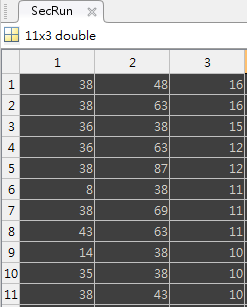 SecRun
11x3 double
1 2 3
1 38 48 16
2 38 63 16
3 36 38 15
4 36 63 12
5 38 87 12
6 8 38 11
7 38 69 11
8 43 63 11
9 14 38 10
10 35 38 10
11 38 43 10